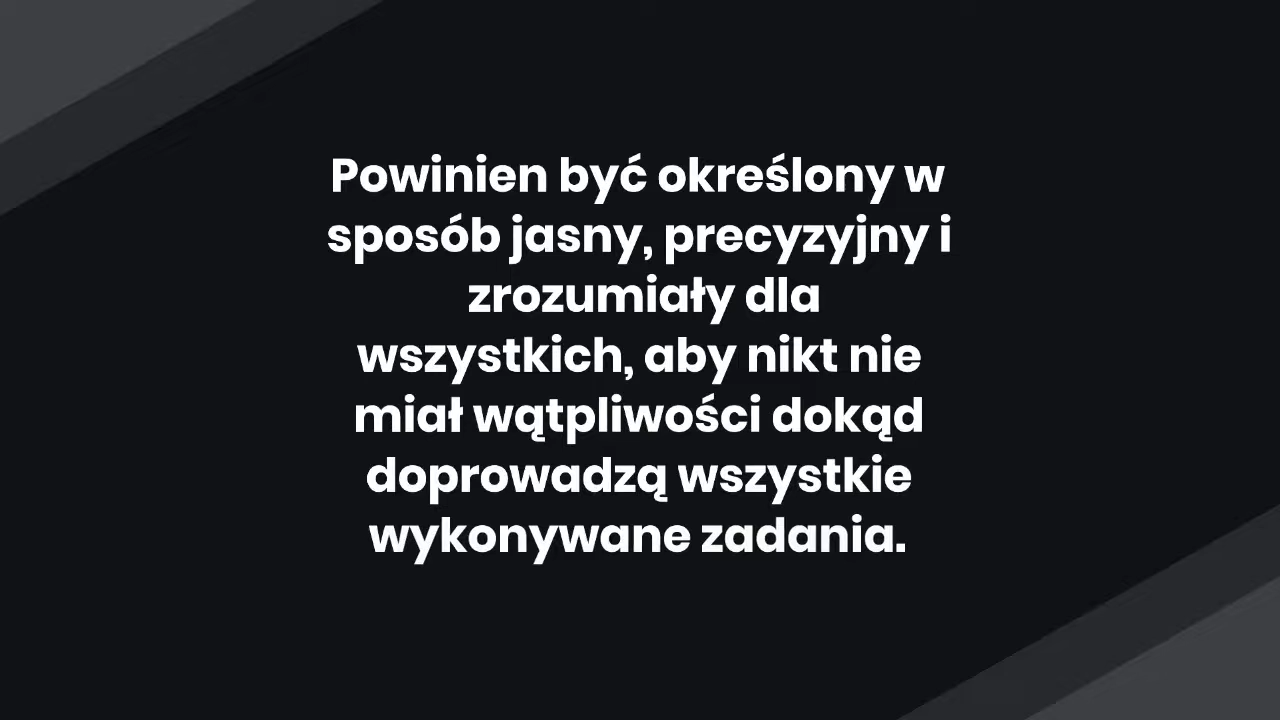 Powinien być określony w
sposób jasny, precyzyjny i
zrozumiały dla
wszystkich, aby nikt nie
miał wątpliwości dokąd
doprowadzą wszystkie
wykonywane zadania.